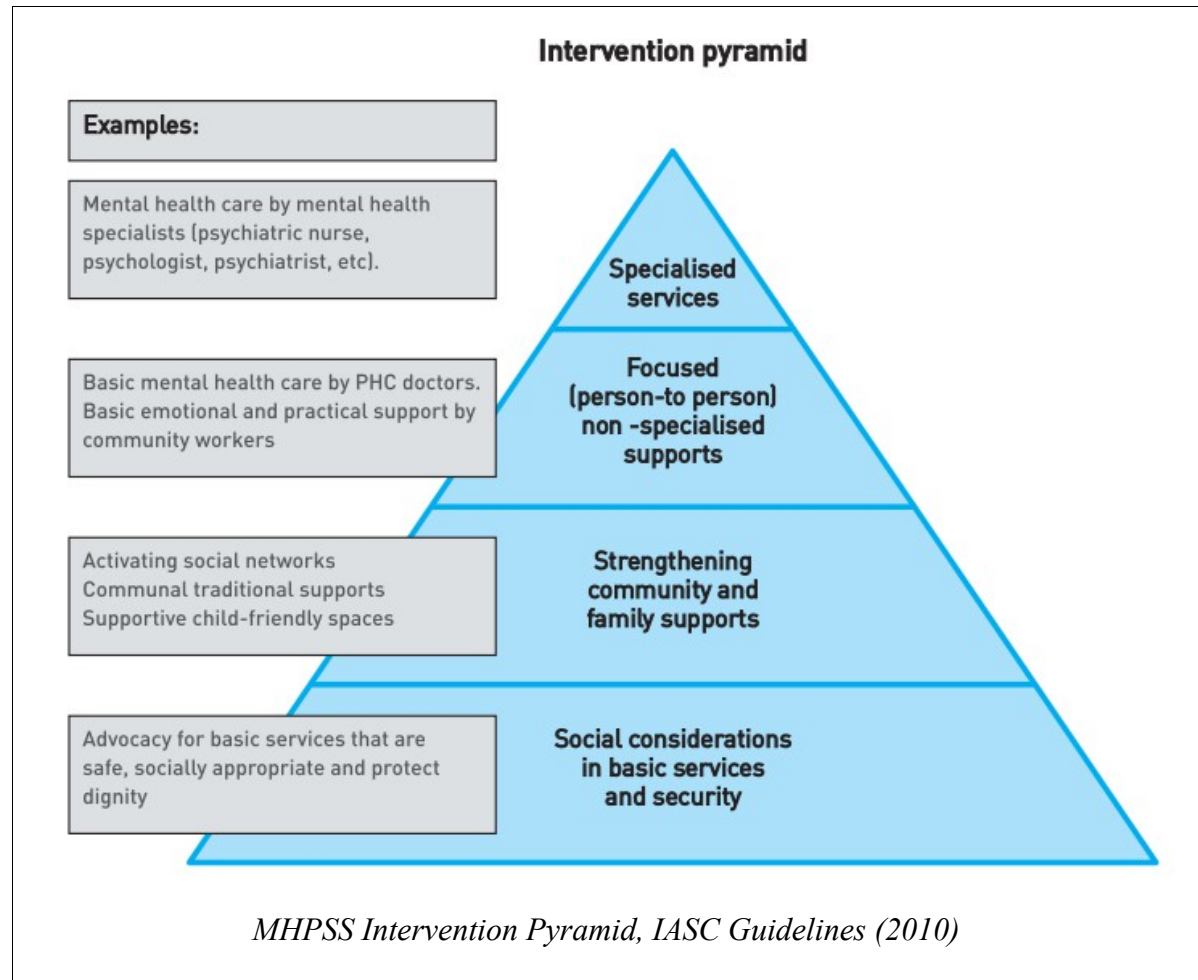 Intervention pyramid
Examples:
Mental health care by mental health
specialists (psychiatric nurse,
psychologist, psychiatrist, etc).
Specialised
services
Basic mental health care by PHC doctors.
Basic emotional and practical support by
community workers
Focused
(person-to person)
non -specialised
supports
Activating social networks
Communal traditional supports
Supportive child-friendly spaces
Strengthening
community and
family supports
Advocacy for basic services that are
safe, socially appropriate and protect
dignity
Social considerations
in basic services
and security
MHPSS Intervention Pyramid, IASC Guidelines (2010)